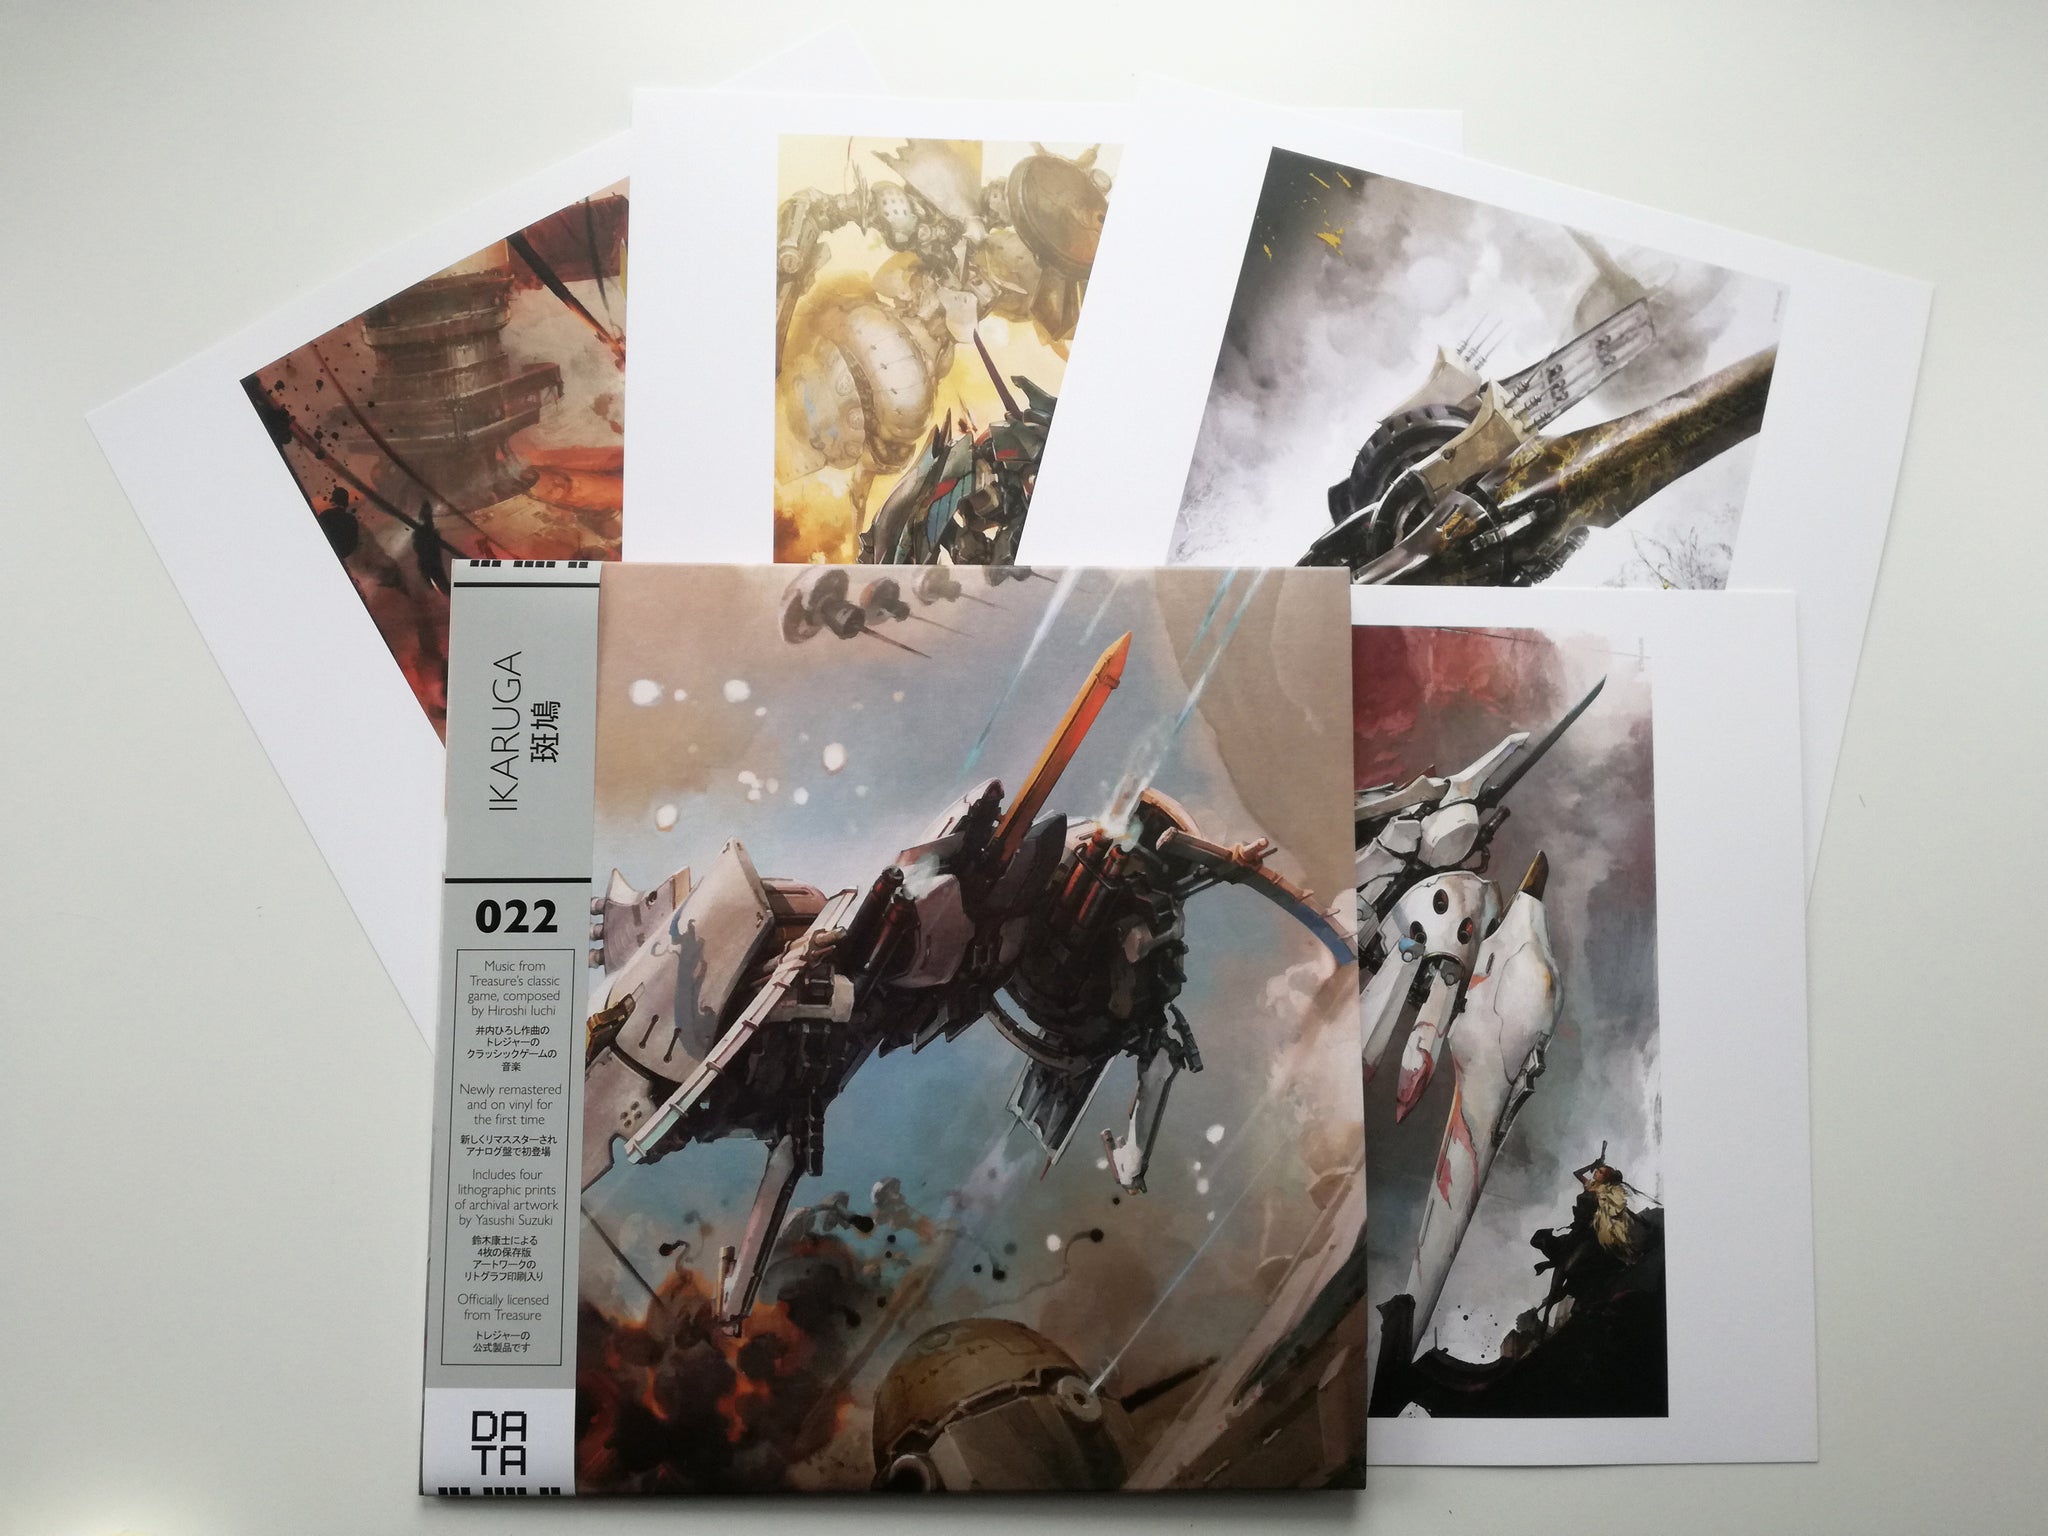 IKARUGA
斑鳩
022
Music from
Treasure's classic
game, composed
by Hiroshi Iuchi
井内ひろし作曲の
トレジャーの
クラッシックゲームの
音楽
Newly remastered
and on vinyl for
the first time
新しくリマススターされ
アナログ盤で初登場
Includes four
lithographic prints
of archival artwork
by Yasushi Suzuki
鈴木康士による
4枚の保存版
アートワークの
リトグラフ印刷入り
Officially licensed
from Treasure
トレジャーの
公式製品です
DA
TA